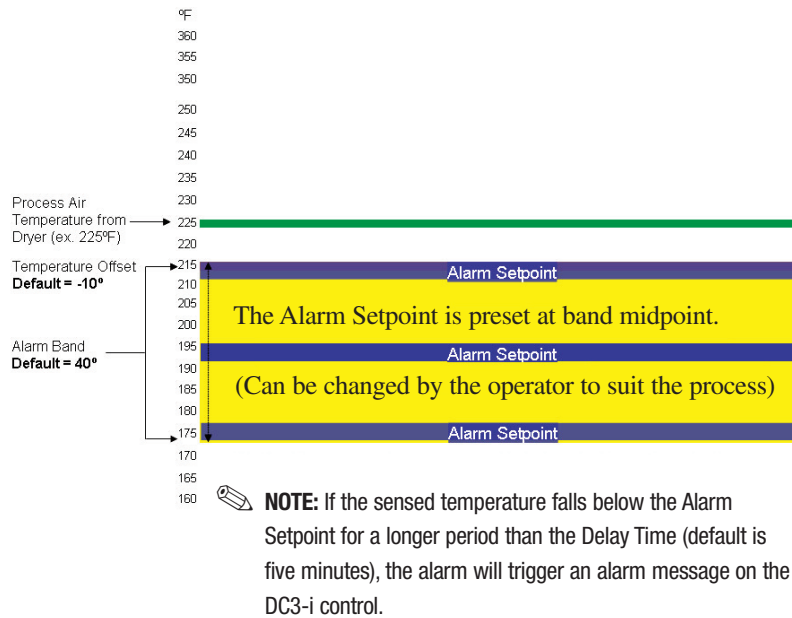 ºF
360
355
350
250
245
240
235
230
Process Air
Temperature from
Dryer (ex. 225ºF)
225
220
Temperature Offset
Default = -10º
215
Alarm Setpoint
210
205
The Alarm Setpoint is preset at band midpoint.
200
Alarm Band
Default = 40º
195
Alarm Setpoint
190
185
(Can be changed by the operator to suit the process)
180
175
Alarm Setpoint
170
165
160
NOTE: If the sensed temperature falls below the Alarm
Setpoint for a longer period than the Delay Time (default is
five minutes), the alarm will trigger an alarm message on the
DC3-i control.